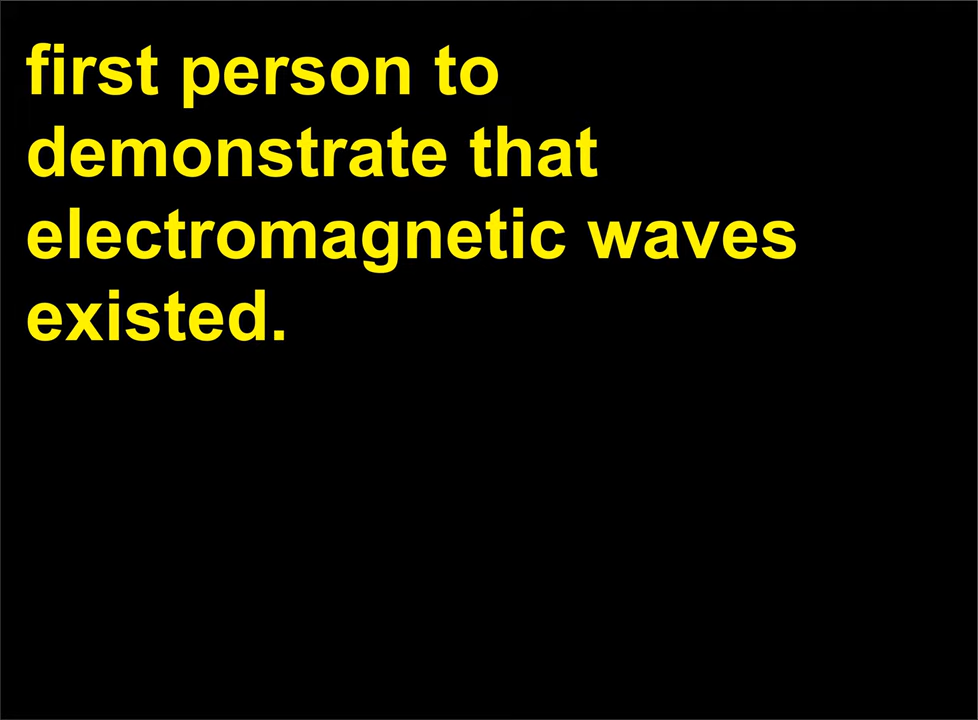 first person to
demonstrate that
electromagnetic waves
existed.